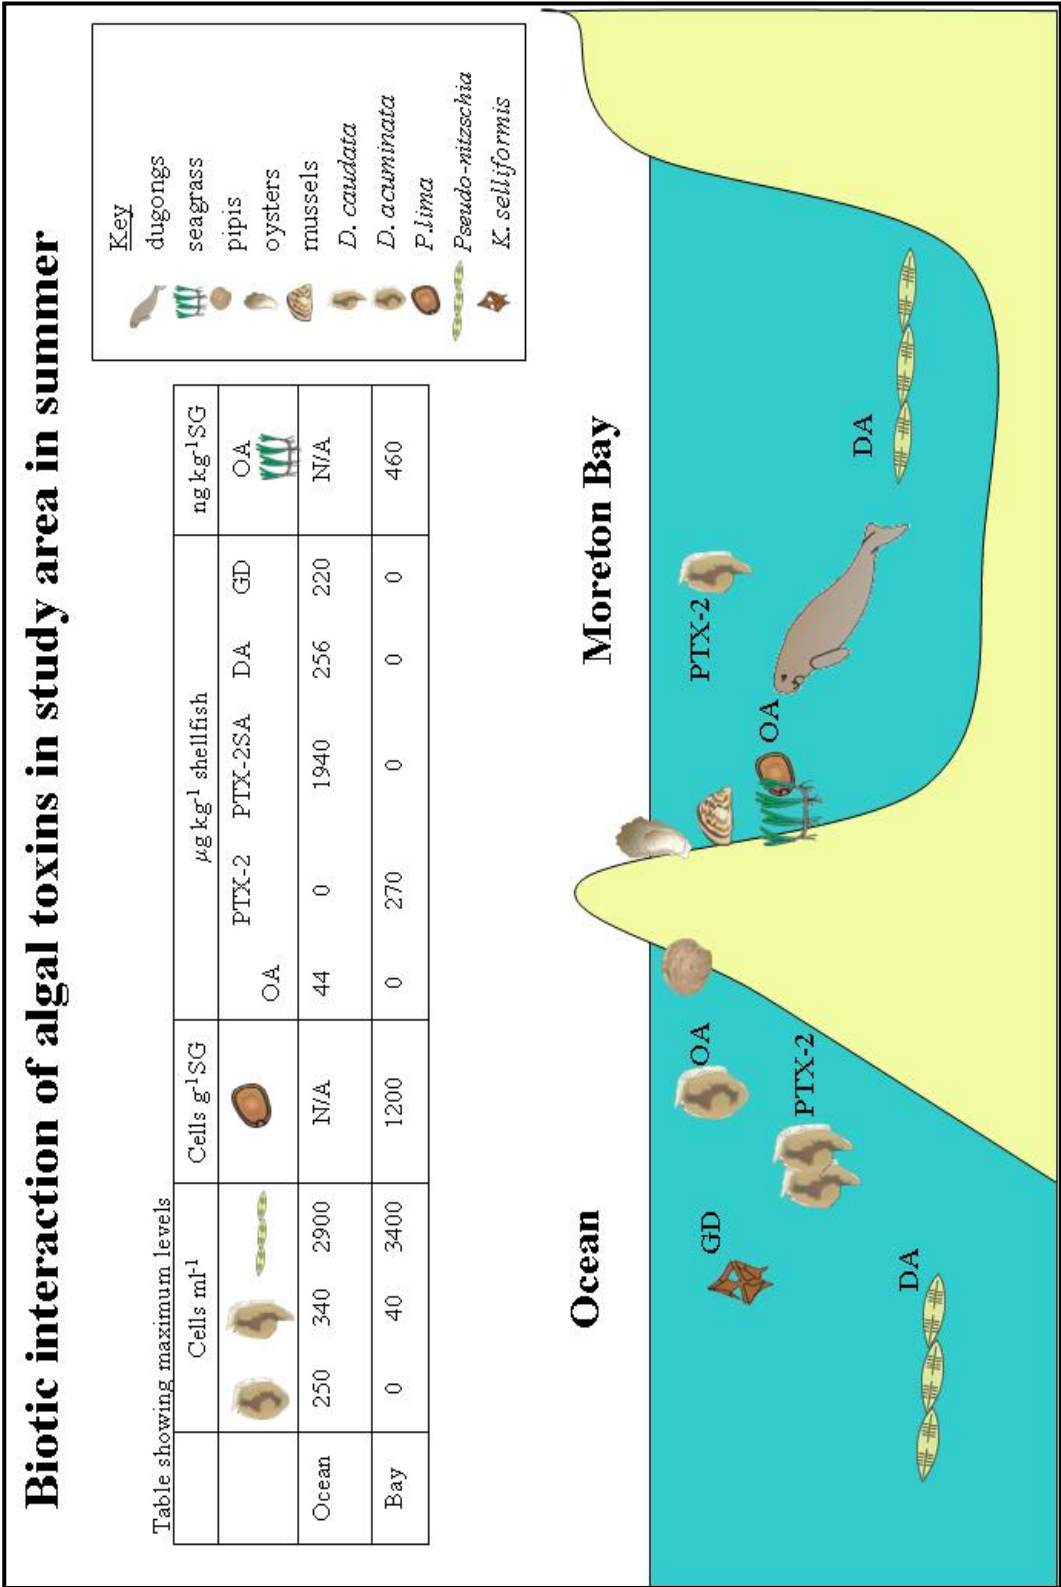 Biotic interaction of algal toxins in study area in summer
Table showing maximum levels
Cells ml⁻¹ Cells g⁻¹SG µg kg⁻¹ shellfish ng kg⁻¹SG
OA PTX-2 PTX-2SA DA GD OA
Ocean 250 340 2900 N/A 44 0 1940 256 220 N/A
Bay 0 40 3400 1200 0 270 0 0 0 460
Key
dugongs
seagrass
pipis
oysters
mussels
D. caudata
D. acuminata
P.lima
Pseudo-nitzschia
K. selliformis
Ocean
Moreton Bay
GD
OA
PTX-2
DA
PTX-2
OA
DA